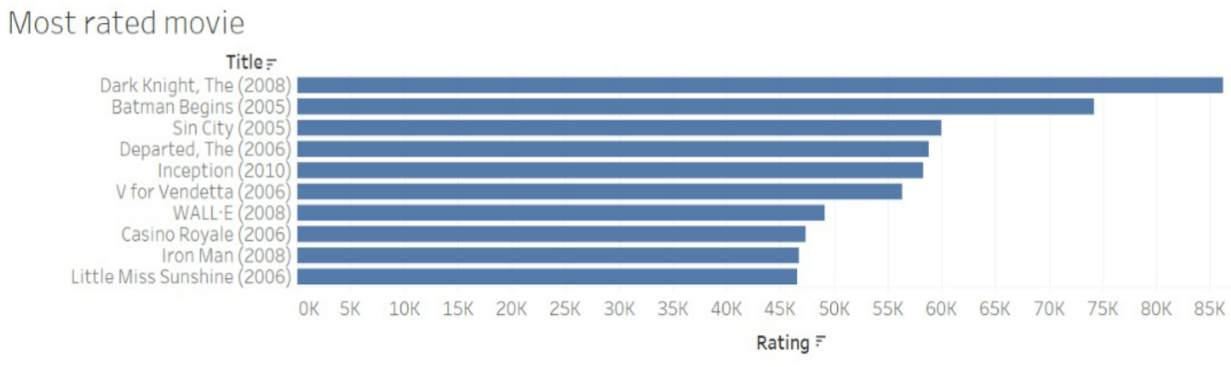 Most rated movie
Title
Dark Knight, The (2008)
Batman Begins (2005)
Sin City (2005)
Departed, The (2006)
Inception (2010)
V for Vendetta (2006)
WALL·E (2008)
Casino Royale (2006)
Iron Man (2008)
Little Miss Sunshine (2006)
0K 5K 10K 15K 20K 25K 30K 35K 40K 45K 50K 55K 60K 65K 70K 75K 80K 85K
Rating